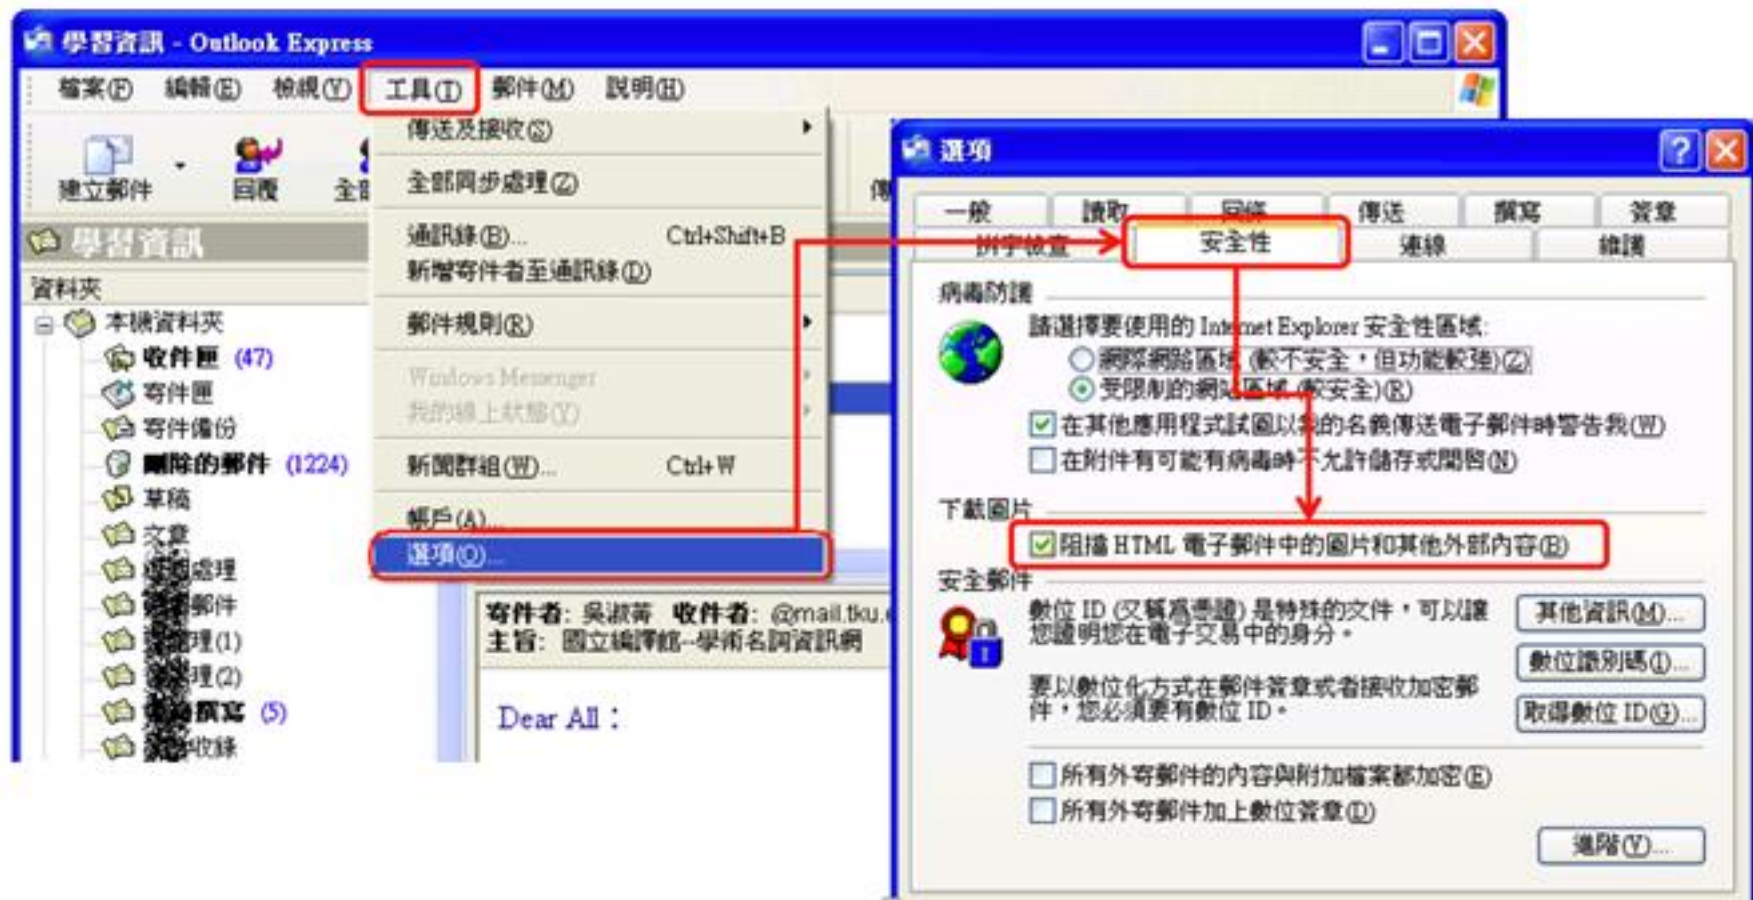 學習資訊 - Outlook Express
檔案(F) 編輯(E) 檢視(V) 工具(T) 郵件(M) 說明(H)
建立郵件 回覆 全部
學習資訊
資料夾
本機資料夾
收件匣 (47)
寄件匣
寄件備份
刪除的郵件 (1224)
草稿
文章
處理
郵件
理(1)
理(2)
撰寫 (5)
收錄
傳送及接收(S)
全部同步處理(Z)
通訊錄(B)... Ctrl+Shift+B
新增寄件者至通訊錄(D)
郵件規則(R)
Windows Messenger
我的線上狀態(Y)
新聞群組(W)... Ctrl+W
帳戶(A)...
選項(O)...
寄件者: 吳淑菁 收件者: @mail.tku.
主旨: 國立編譯館--學術名詞資訊網
Dear All：
選項
一般 讀取 回條 傳送 撰寫 簽章
拼字檢查 安全性 連線 維護
病毒防護
請選擇要使用的 Internet Explorer 安全性區域:
網際網路區域 (較不安全，但功能較強)(Z)
受限制的網站區域 (較安全)(R)
在其他應用程式試圖以我的名義傳送電子郵件時警告我(W)
在附件有可能有病毒時不允許儲存或開啟(N)
下載圖片
阻擋 HTML 電子郵件中的圖片和其他外部內容(B)
安全郵件
數位 ID (又稱為憑證) 是特殊的文件，可以讓
您證明您在電子交易中的身分。
其他資訊(M)...
數位識別碼(I)...
要以數位化方式在郵件簽章或者接收加密郵
件，您必須要有數位 ID。
取得數位 ID(G)...
所有外寄郵件的內容與附加檔案都加密(E)
所有外寄郵件加上數位簽章(D)
進階(V)...